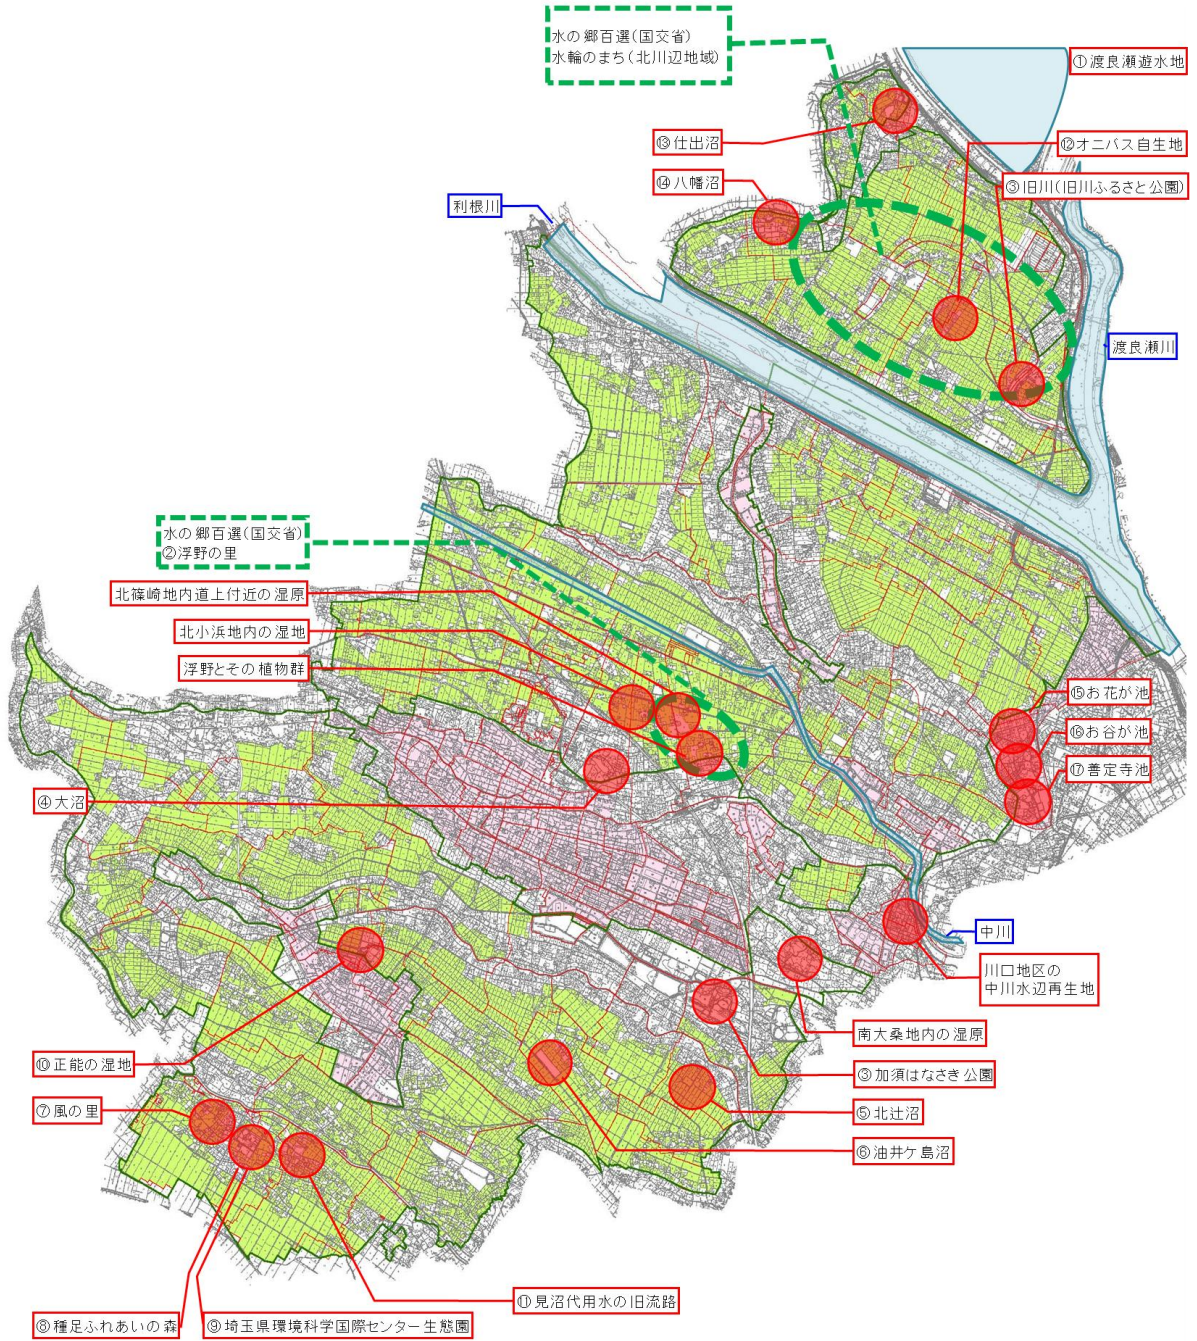 水の郷百選(国交省)
水輪のまち(北川辺地域)
①渡良瀬遊水地
⑬仕出沼
⑫オニバス自生地
⑭八幡沼
③旧川(旧川ふるさと公園)
利根川
渡良瀬川
水の郷百選(国交省)
②浮野の里
北篠崎地内道上付近の湿原
北小浜地内の湿地
浮野とその植物群
④大沼
⑮お花が池
⑯お谷が池
⑰善定寺池
中川
川口地区の
中川水辺再生地
南大桑地内の湿原
⑩正能の湿地
③加須はなさき公園
⑦風の里
⑤北辻沼
⑥油井ケ島沼
⑪見沼代用水の旧流路
⑧種足ふれあいの森
⑨埼玉県環境科学国際センター生態園